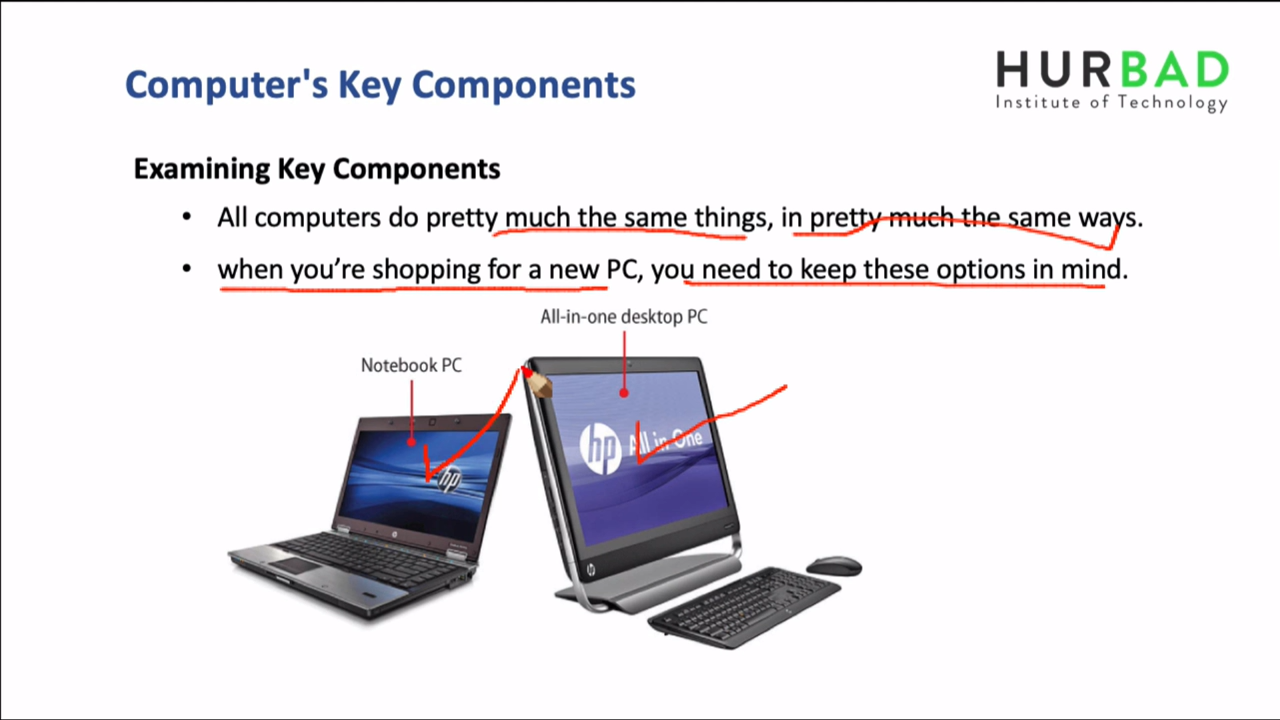 Computer's Key Components
HURBAD
Institute of Technology
Examining Key Components
• All computers do pretty much the same things, in pretty much the same ways.
• when you’re shopping for a new PC, you need to keep these options in mind.
All-in-one desktop PC
Notebook PC
hp
hp All in One